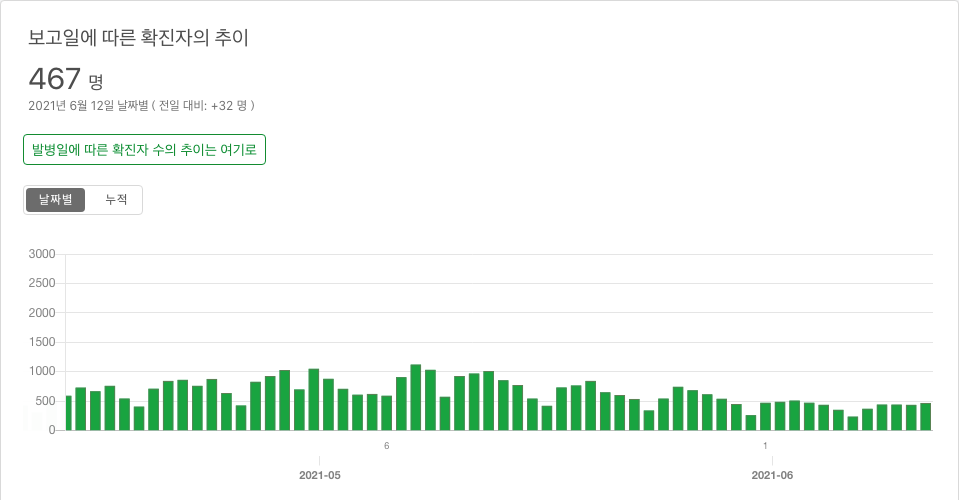 보고일에 따른 확진자의 추이
467 명
2021년 6월 12일 날짜별 ( 전일 대비: +32 명 )
발병일에 따른 확진자 수의 추이는 여기로
날짜별 누적
3000
2500
2000
1500
1000
500
0
6 1
2021-05 2021-06